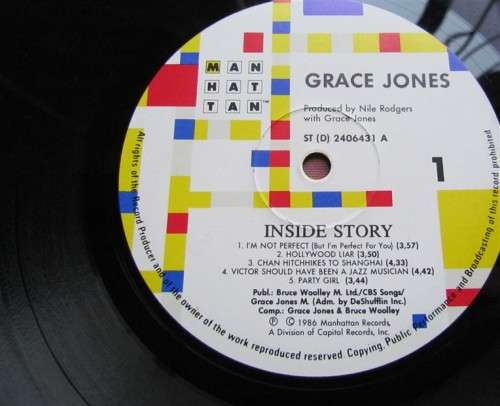 MAN
HAT
TAN™
GRACE JONES
Produced by Nile Rodgers
with Grace Jones
ST (D) 2406431 A
1
INSIDE STORY
1. I'M NOT PERFECT (But I'm Perfect For You) (3,57)
2. HOLLYWOOD LIAR (3,50)
3. CHAN HITCHHIKES TO SHANGHAI (4,33)
4. VICTOR SHOULD HAVE BEEN A JAZZ MUSICIAN (4,42)
5. PARTY GIRL (3,44)
Publ.: Bruce Woolley M. Ltd/CBS Songs/
Grace Jones M. (Adm. by DeShufflin Inc.)
Comp.: Grace Jones & Bruce Woolley
℗ © 1986 Manhattan Records,
A Division of Capitol Records, Inc.
All rights of the Record Producer and of the owner of the work reproduced reserved. Copying, Public Performance and Broadcasting of this record prohibited